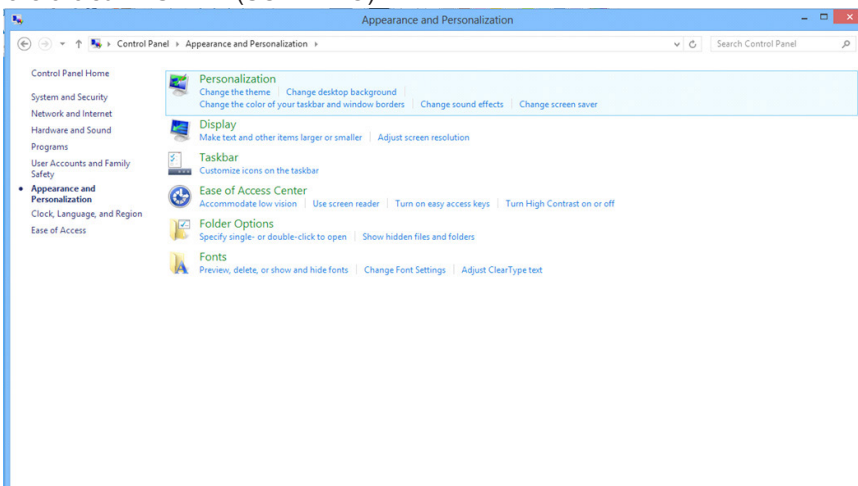 Appearance and Personalization
Control Panel Appearance and Personalization
Search Control Panel
Control Panel Home
System and Security
Network and Internet
Hardware and Sound
Programs
User Accounts and Family
Safety
Appearance and
Personalization
Clock, Language, and Region
Ease of Access
Personalization
Change the theme Change desktop background
Change the color of your taskbar and window borders Change sound effects Change screen saver
Display
Make text and other items larger or smaller Adjust screen resolution
Taskbar
Customize icons on the taskbar
Ease of Access Center
Accommodate low vision Use screen reader Turn on easy access keys Turn High Contrast on or off
Folder Options
Specify single- or double-click to open Show hidden files and folders
Fonts
Preview, delete, or show and hide fonts Change Font Settings Adjust ClearType text